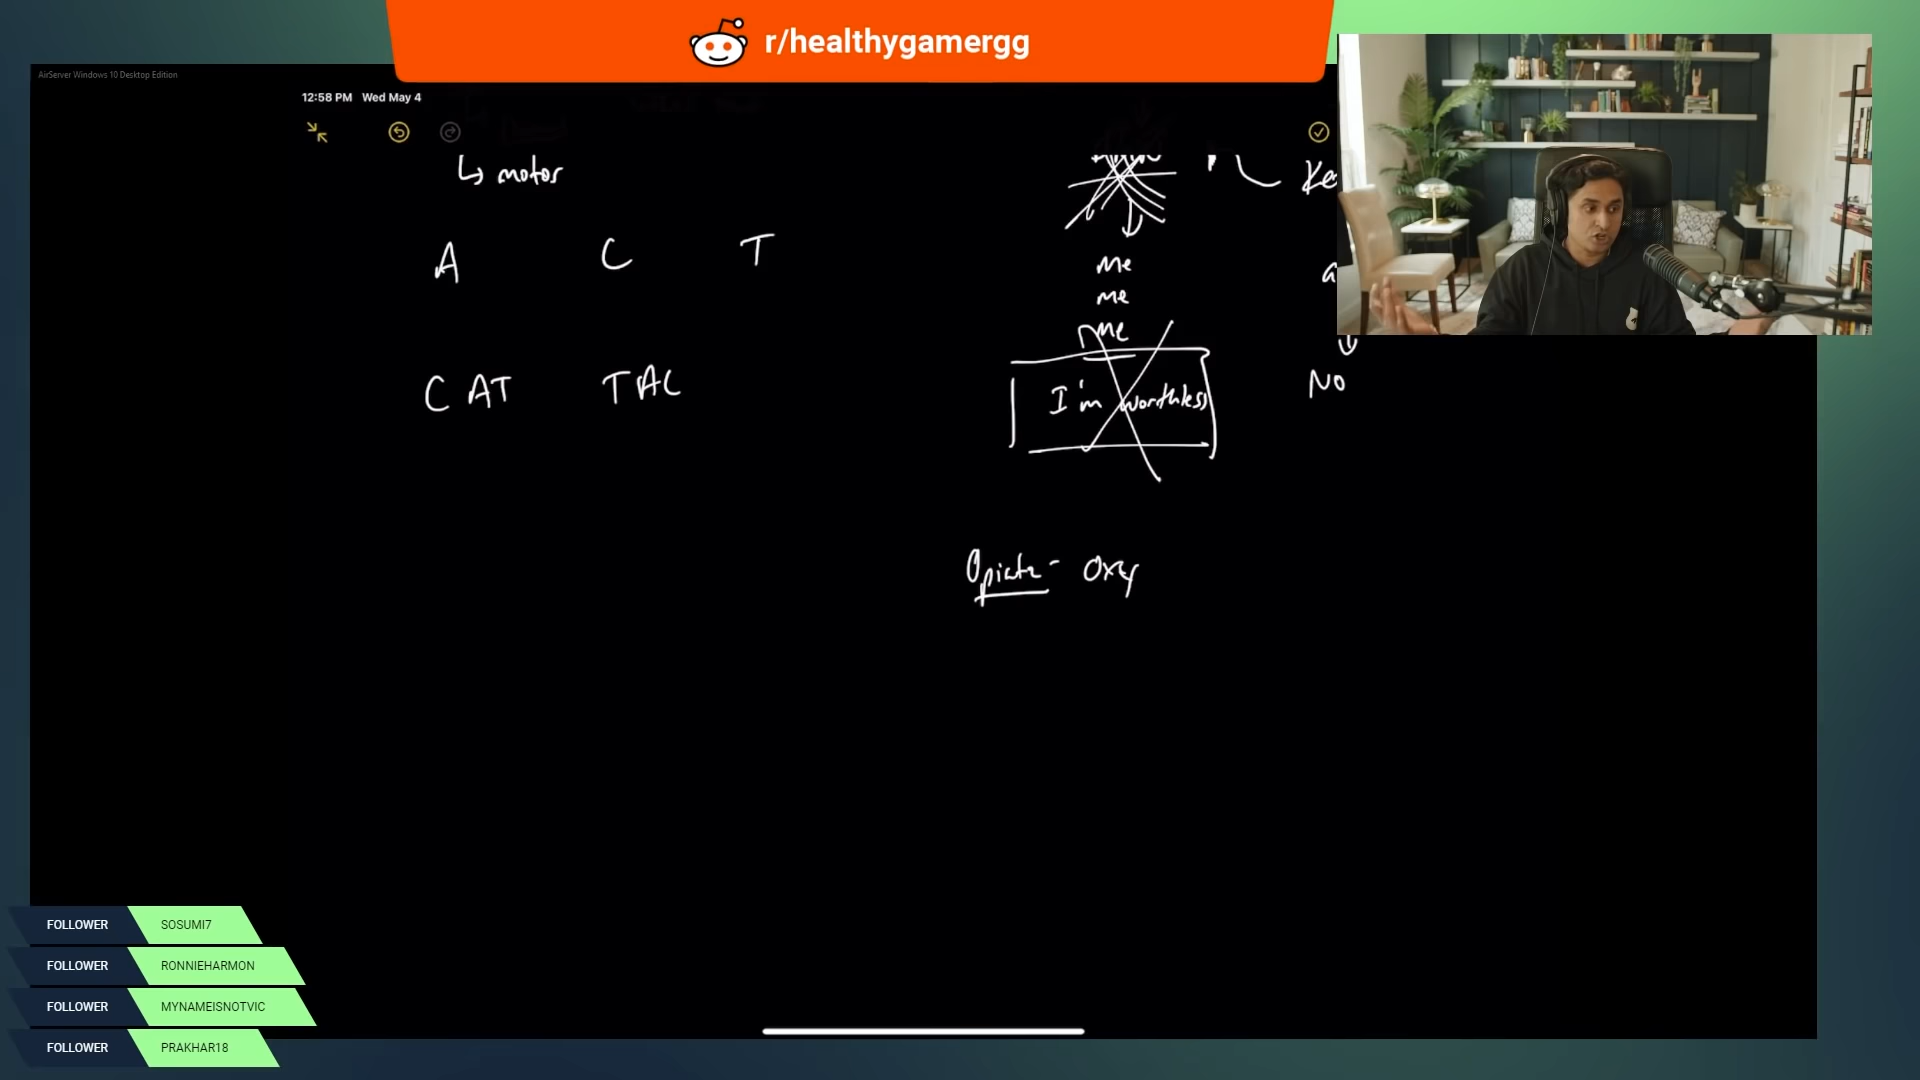 r/healthygamergg
AirServer Windows 10 Desktop Edition
12:58 PM Wed May 4
motor
A C T
me
me
me
CAT TAC
I'm worthless
NO
Opiate - Oxy
FOLLOWER SOSUMI7
FOLLOWER RONNIEHARMON
FOLLOWER MYNAMEISNOTVIC
FOLLOWER PRAKHAR18